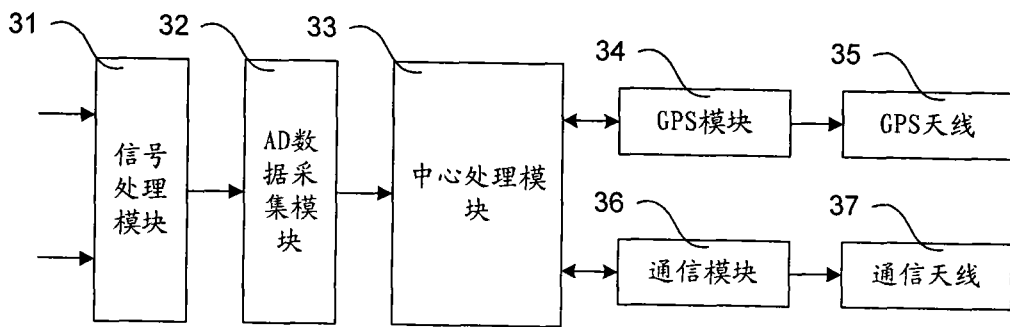 31
32
33
34
35
信号
处理
模块
AD数
据采
集模
块
中心处理模
块
GPS模块
GPS天线
36
37
通信模块
通信天线